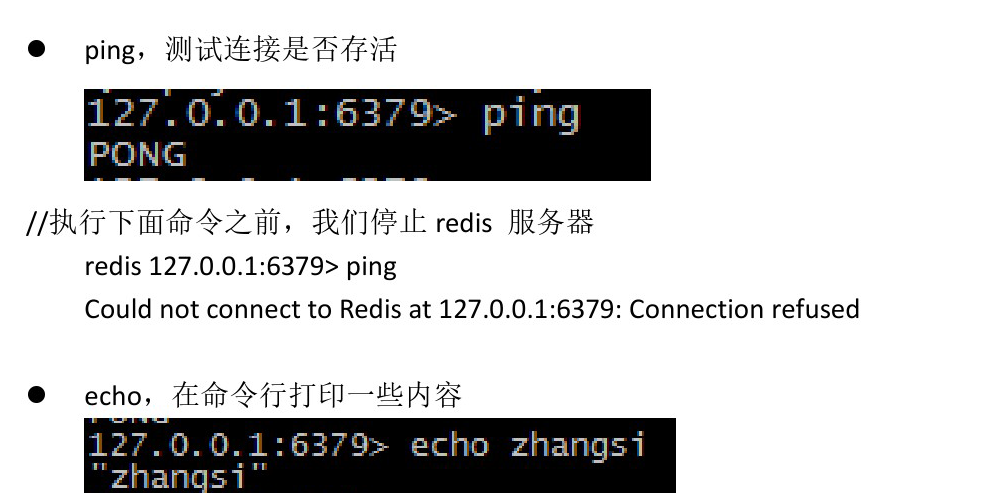 ● ping，测试连接是否存活
127.0.0.1:6379> ping
PONG
//执行下面命令之前，我们停止 redis 服务器
redis 127.0.0.1:6379> ping
Could not connect to Redis at 127.0.0.1:6379: Connection refused
● echo，在命令行打印一些内容
127.0.0.1:6379> echo zhangsi
"zhangsi"